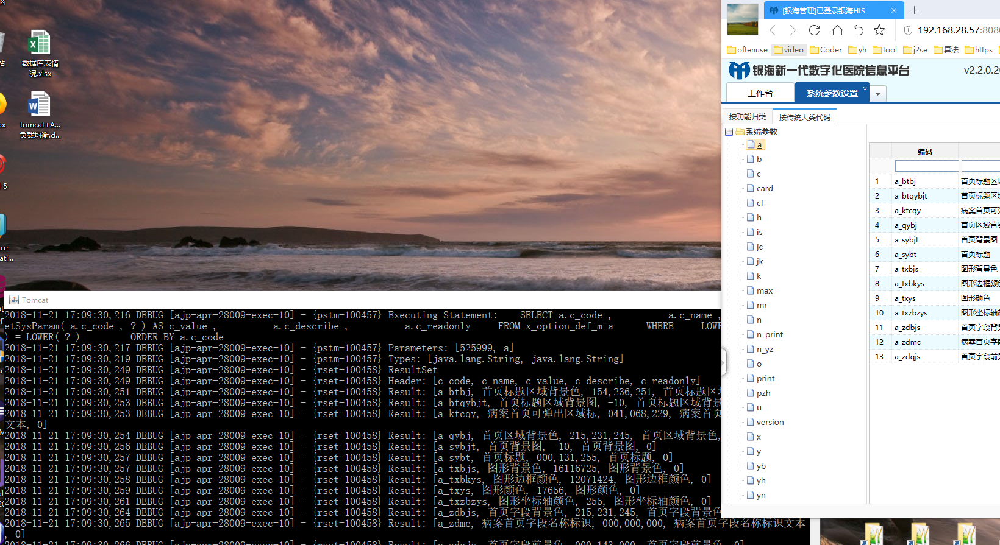 站
数据库表情
况.xlsx
ox
tomcat+A...
负载均衡.d...
5
re
ati...
Tomcat
2018-11-21 17:09:30,216 DEBUG [ajp-apr-28009-exec-10] - {pstm-100457} Executing Statement:    SELECT a.c_code ,          a.c_name ,
etSysParam( a.c_code , ? ) AS c_value ,          a.c_describe ,          a.c_readonly     FROM x_option_def_m a      WHERE     LOWE
) = LOWER( ? )         ORDER BY a.c_code
2018-11-21 17:09:30,217 DEBUG [ajp-apr-28009-exec-10] - {pstm-100457} Parameters: [525999, a]
2018-11-21 17:09:30,219 DEBUG [ajp-apr-28009-exec-10] - {pstm-100457} Types: [java.lang.String, java.lang.String]
2018-11-21 17:09:30,249 DEBUG [ajp-apr-28009-exec-10] - {rset-100458} ResultSet
2018-11-21 17:09:30,249 DEBUG [ajp-apr-28009-exec-10] - {rset-100458} Header: [c_code, c_name, c_value, c_describe, c_readonly]
2018-11-21 17:09:30,251 DEBUG [ajp-apr-28009-exec-10] - {rset-100458} Result: [a_btbj, 首页标题区域背景色, 154,236,251, 首页标题区域
2018-11-21 17:09:30,253 DEBUG [ajp-apr-28009-exec-10] - {rset-100458} Result: [a_btqybjt, 首页标题区域背景图, -10, 首页标题区域背景
2018-11-21 17:09:30,253 DEBUG [ajp-apr-28009-exec-10] - {rset-100458} Result: [a_ktcqy, 病案首页可弹出区域标, 041,068,229, 病案首页
文本, 0]
2018-11-21 17:09:30,254 DEBUG [ajp-apr-28009-exec-10] - {rset-100458} Result: [a_qybj, 首页区域背景色, 215,231,245, 首页区域背景色,
2018-11-21 17:09:30,256 DEBUG [ajp-apr-28009-exec-10] - {rset-100458} Result: [a_sybjt, 首页背景图, -10, 首页背景图, 0]
2018-11-21 17:09:30,257 DEBUG [ajp-apr-28009-exec-10] - {rset-100458} Result: [a_sybt, 首页标题, 000,131,255, 首页标题, 0]
2018-11-21 17:09:30,257 DEBUG [ajp-apr-28009-exec-10] - {rset-100458} Result: [a_txbjs, 图形背景色, 16116725, 图形背景色, 0]
2018-11-21 17:09:30,258 DEBUG [ajp-apr-28009-exec-10] - {rset-100458} Result: [a_txbkys, 图形边框颜色, 12071424, 图形边框颜色, 0]
2018-11-21 17:09:30,259 DEBUG [ajp-apr-28009-exec-10] - {rset-100458} Result: [a_txys, 图形颜色, 17656, 图形颜色, 0]
2018-11-21 17:09:30,261 DEBUG [ajp-apr-28009-exec-10] - {rset-100458} Result: [a_txzbzys, 图形坐标轴颜色, 255, 图形坐标轴颜色, 0]
2018-11-21 17:09:30,264 DEBUG [ajp-apr-28009-exec-10] - {rset-100458} Result: [a_zdbjs, 首页字段背景色, 215,231,245, 首页字段背景色
2018-11-21 17:09:30,265 DEBUG [ajp-apr-28009-exec-10] - {rset-100458} Result: [a_zdmc, 病案首页字段名称标识, 000,000,000, 病案首页字段名称标识文本
, 0]
2018-11-21 17:09:30,266 DEBUG [ajp-apr-28009-exec-10] - {rset-100458} Result: [a_zdqjs, 首页字段前景色, 000,143,000, 首页字段前景色, 0]
[银海管理]已登录银海HIS
192.168.28.57:808
oftenuse video Coder yh tool j2se 算法 https
银海新一代数字化医院信息平台 v2.2.0.20
工作台 系统参数设置
按功能归类 按传统大类代码
系统参数
a
b
c
card
cf
h
is
jc
jk
k
max
mr
n
n_print
n_yz
o
print
pzh
u
version
x
y
yb
yh
yn
编码
1 a_btbj 首页标题区域
2 a_btqybjt 首页标题区域
3 a_ktcqy 病案首页可弹
4 a_qybj 首页区域背景
5 a_sybjt 首页背景图
6 a_sybt 首页标题
7 a_txbjs 图形背景色
8 a_txbkys 图形边框颜色
9 a_txys 图形颜色
10 a_txzbzys 图形坐标轴颜
11 a_zdbjs 首页字段背景
12 a_zdmc 病案首页字段
13 a_zdqjs 首页字段前景